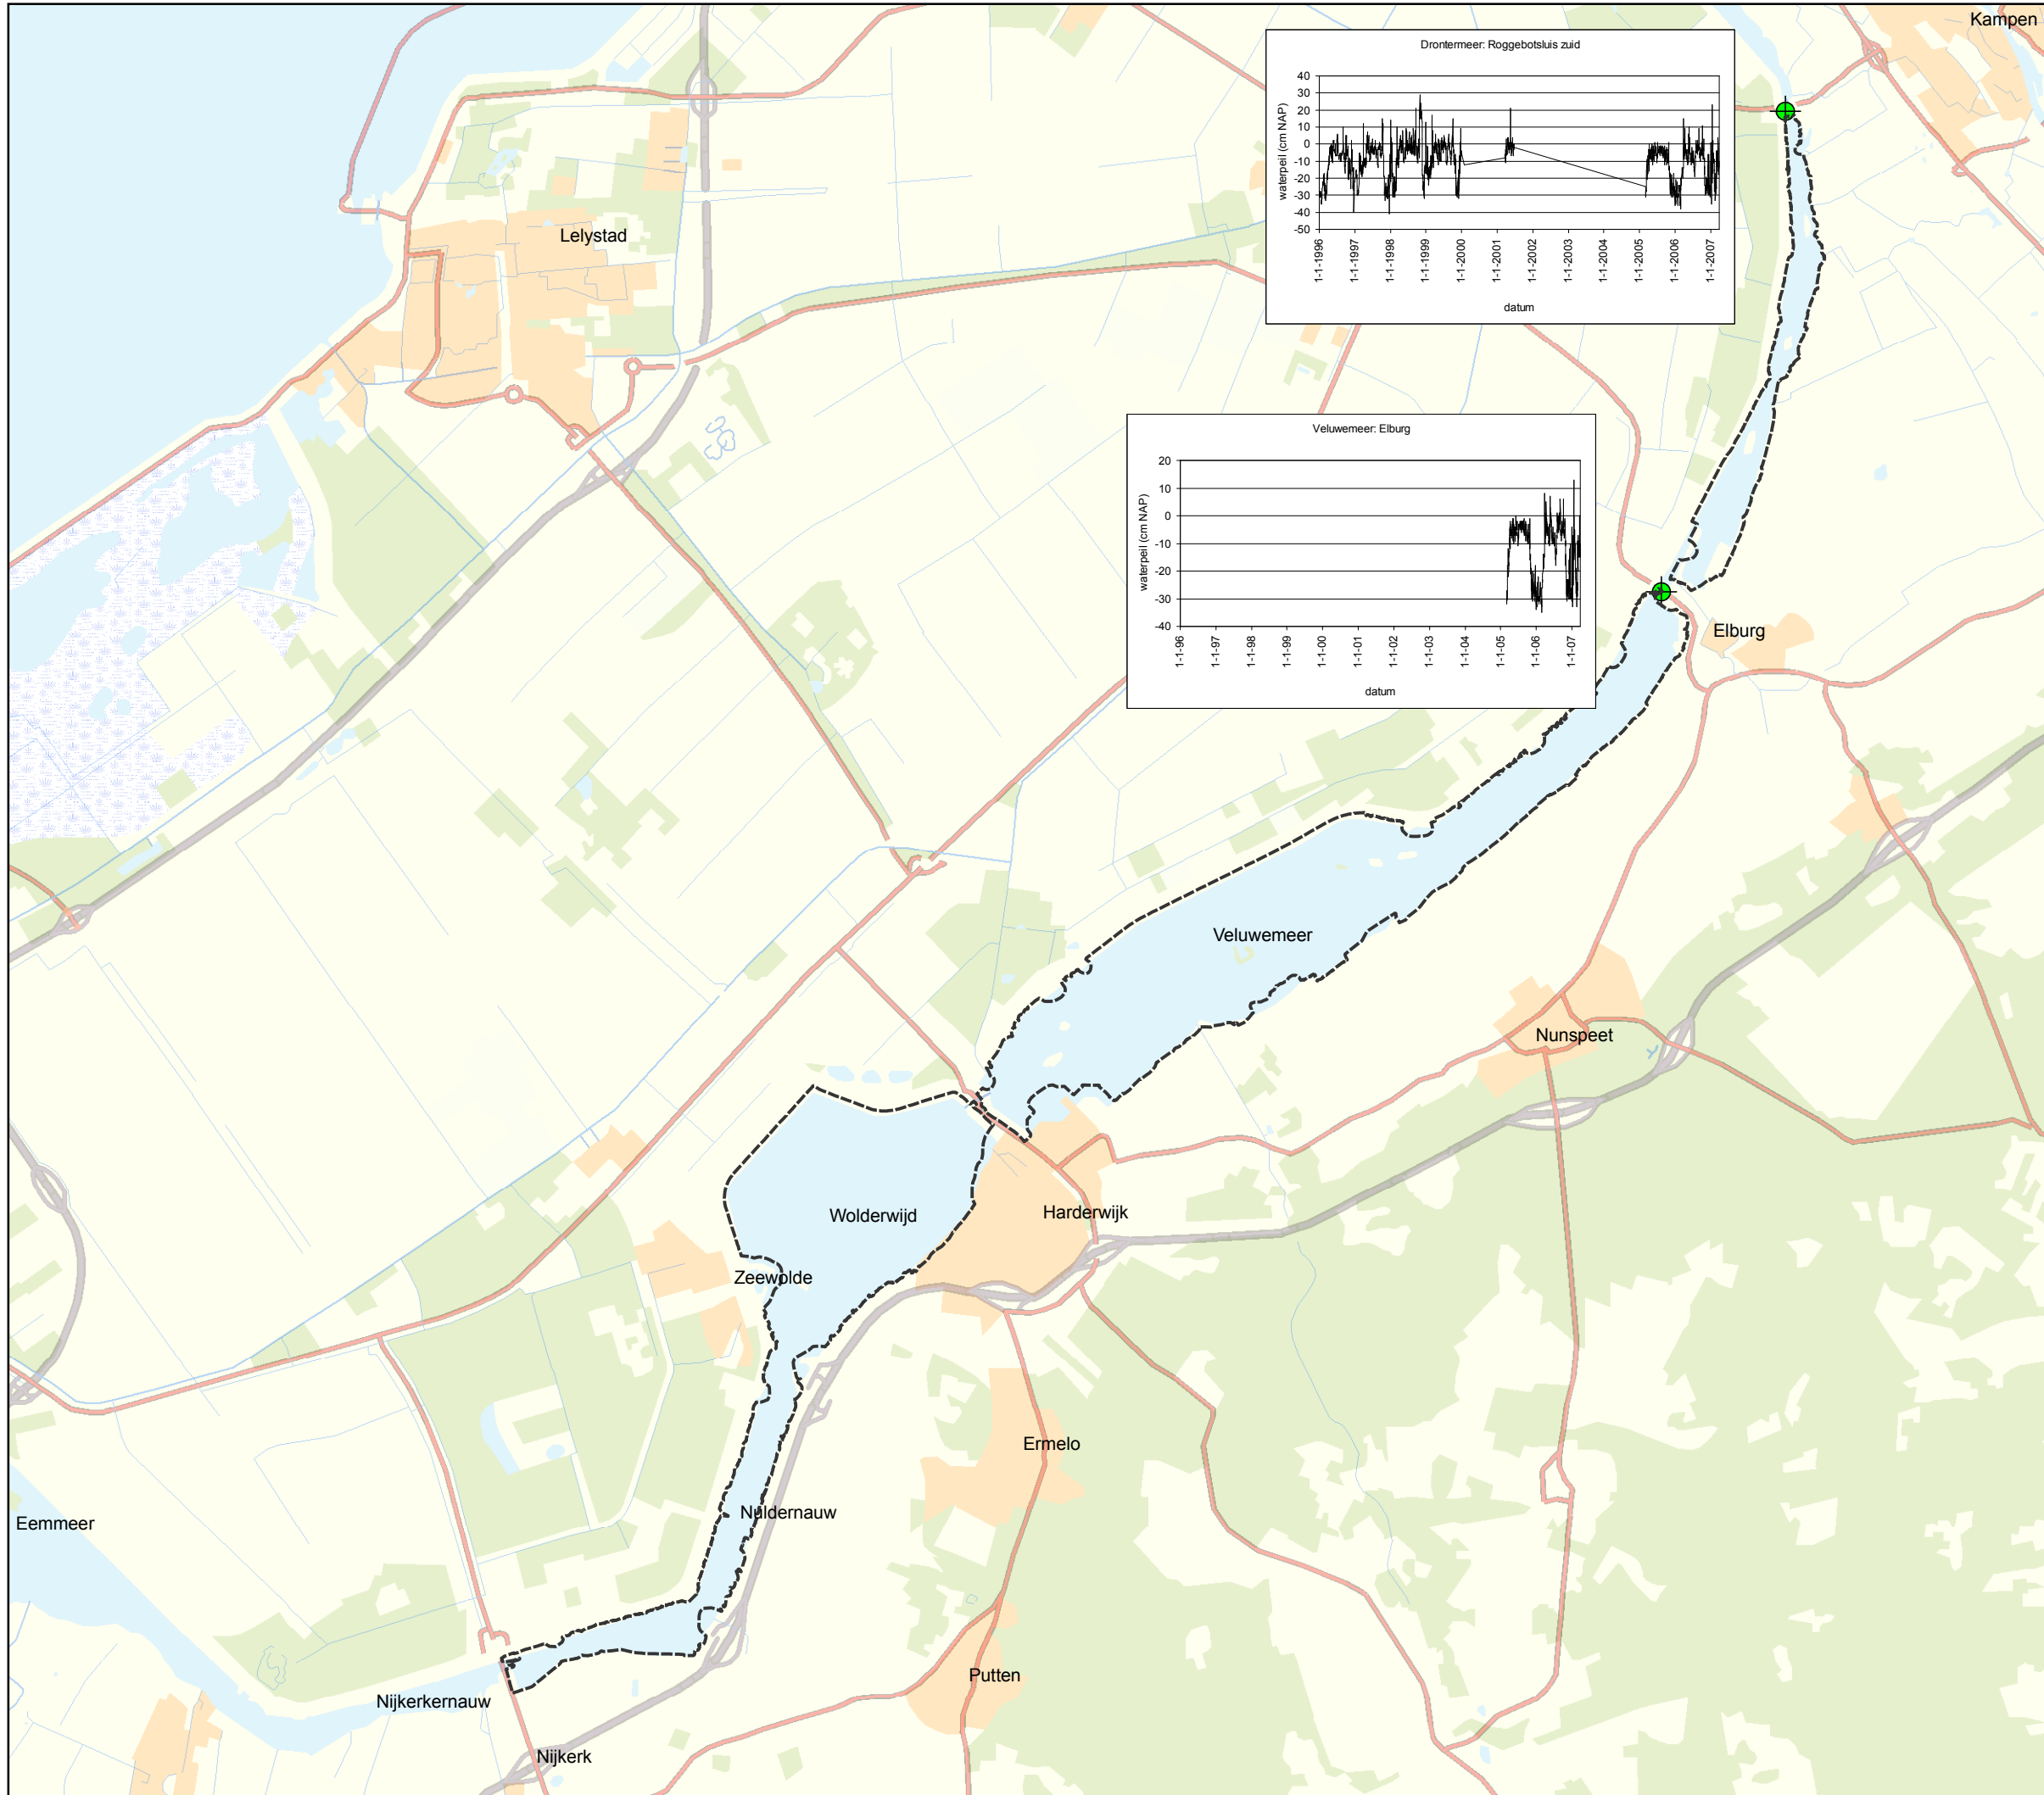 Kampen
Drontermeer: Roggebotsluis zuid
waterpeil (cm NAP)
40
30
20
10
0
-10
-20
-30
-40
-50
1-1-1996
1-1-1997
1-1-1998
1-1-1999
1-1-2000
1-1-2001
1-1-2002
1-1-2003
1-1-2004
1-1-2005
1-1-2006
1-1-2007
datum
Lelystad
Veluwemeer: Elburg
waterpeil (cm NAP)
20
10
0
-10
-20
-30
-40
1-1-96
1-1-97
1-1-98
1-1-99
1-1-00
1-1-01
1-1-02
1-1-03
1-1-04
1-1-05
1-1-06
1-1-07
datum
Elburg
Veluwemeer
Nunspeet
Wolderwijd
Harderwijk
Zeewolde
Ermelo
Nuldernauw
Eemmeer
Putten
Nijkerkernauw
Nijkerk